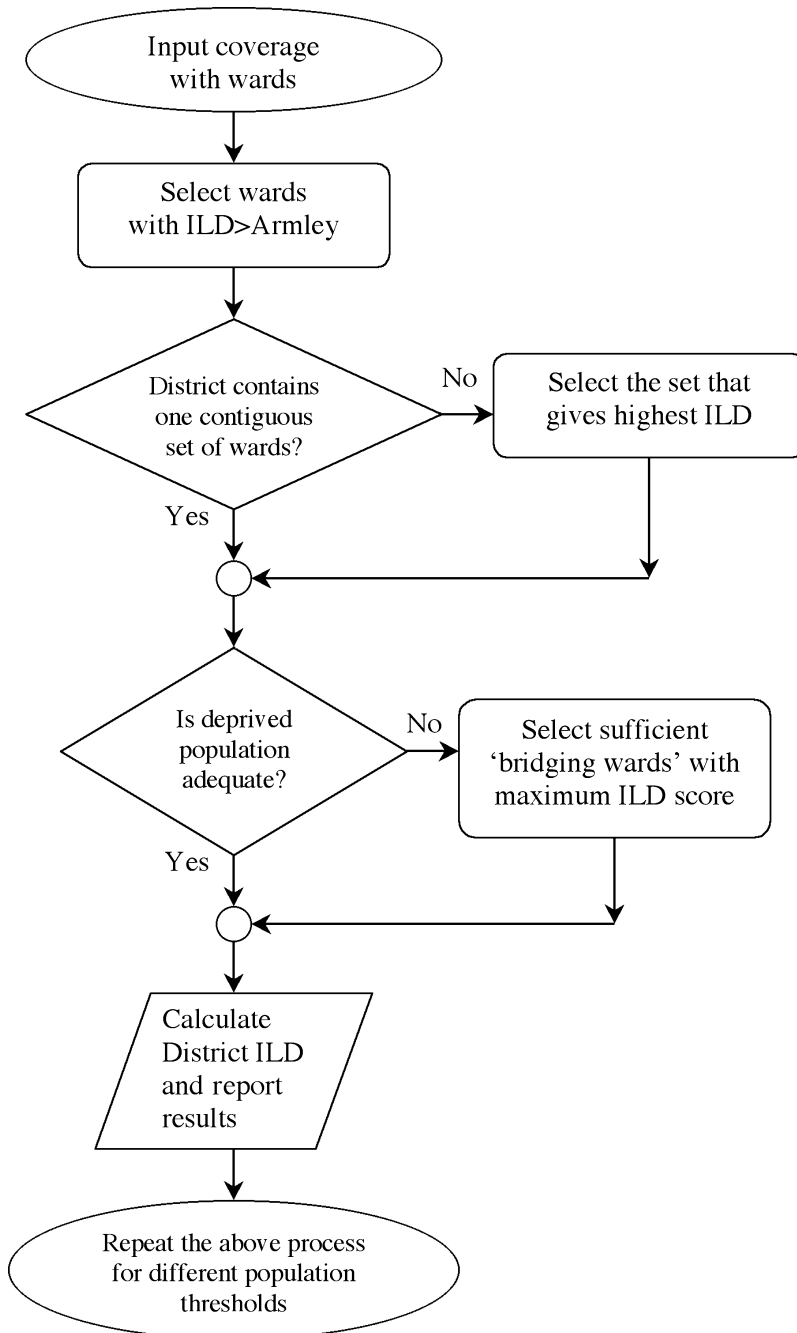 Input coverage
with wards
Select wards
with ILD>Armley
District contains
one contiguous
set of wards?
No
Select the set that
gives highest ILD
Yes
Is deprived
population
adequate?
No
Select sufficient
‘bridging wards’ with
maximum ILD score
Yes
Calculate
District ILD
and report
results
Repeat the above process
for different population
thresholds